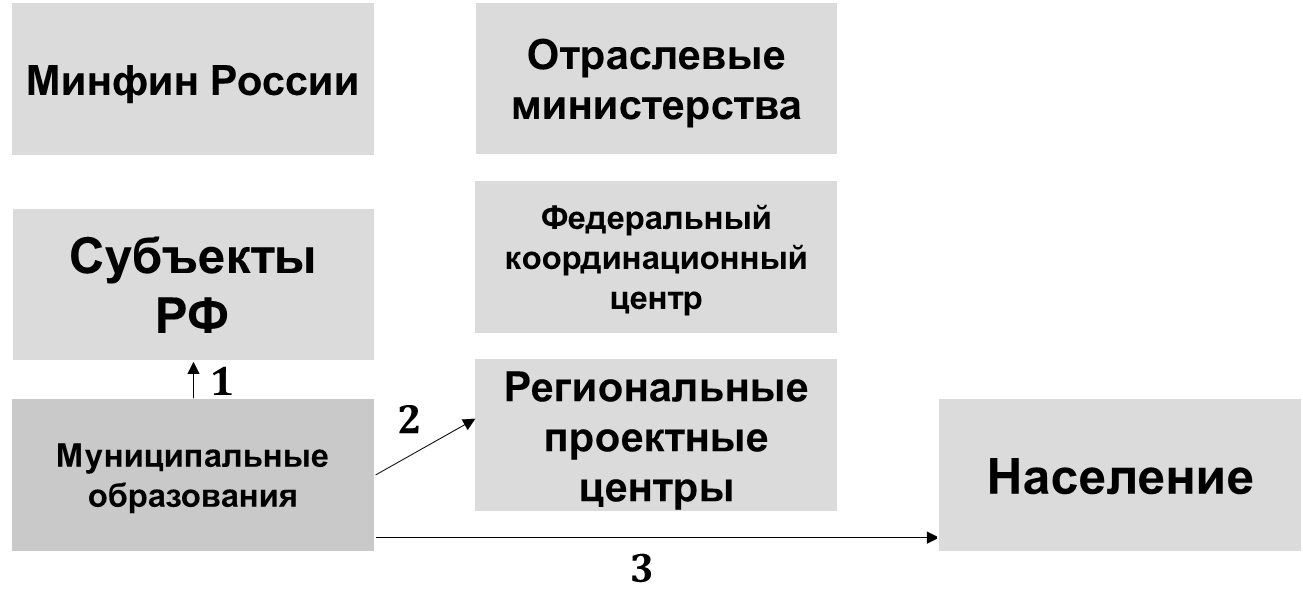 Минфин России
Отраслевые
министерства
Субъекты
РФ
Федеральный
координационный
центр
1
Муниципальные
образования
2
Региональные
проектные
центры
Население
3